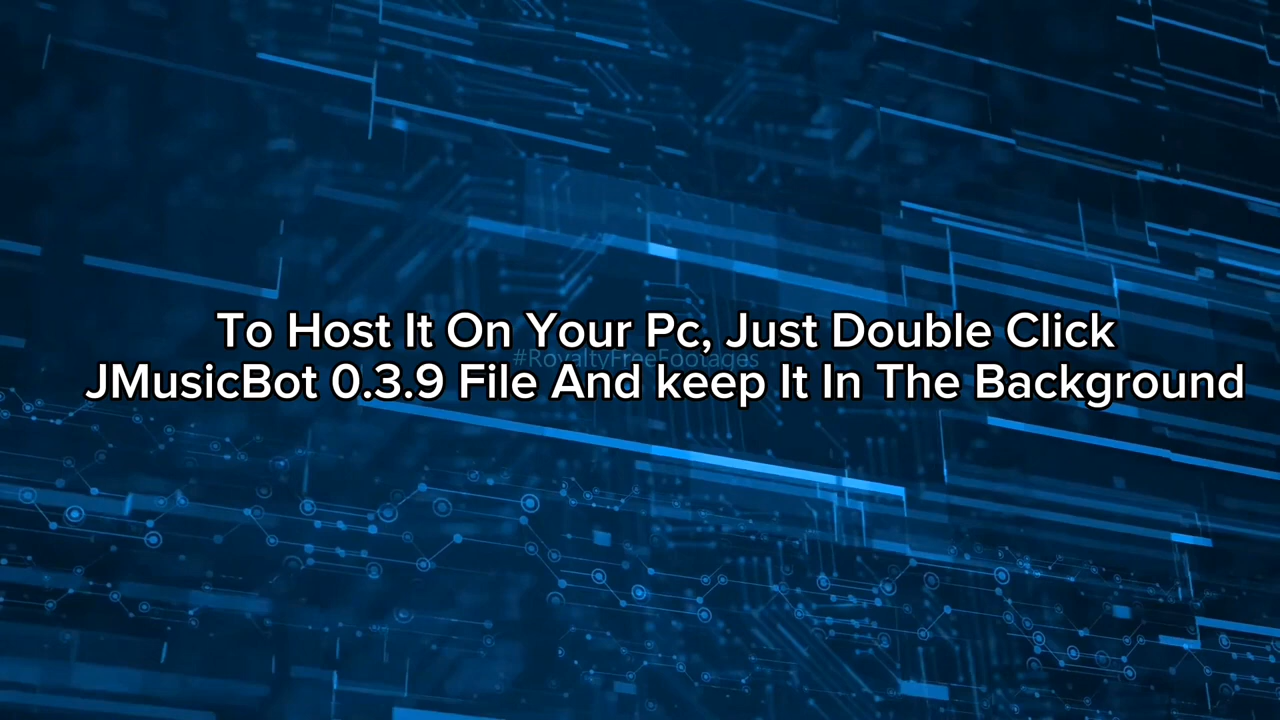 To Host It On Your Pc, Just Double Click
#RoyaltyFreeFootages
JMusicBot 0.3.9 File And keep It In The Background